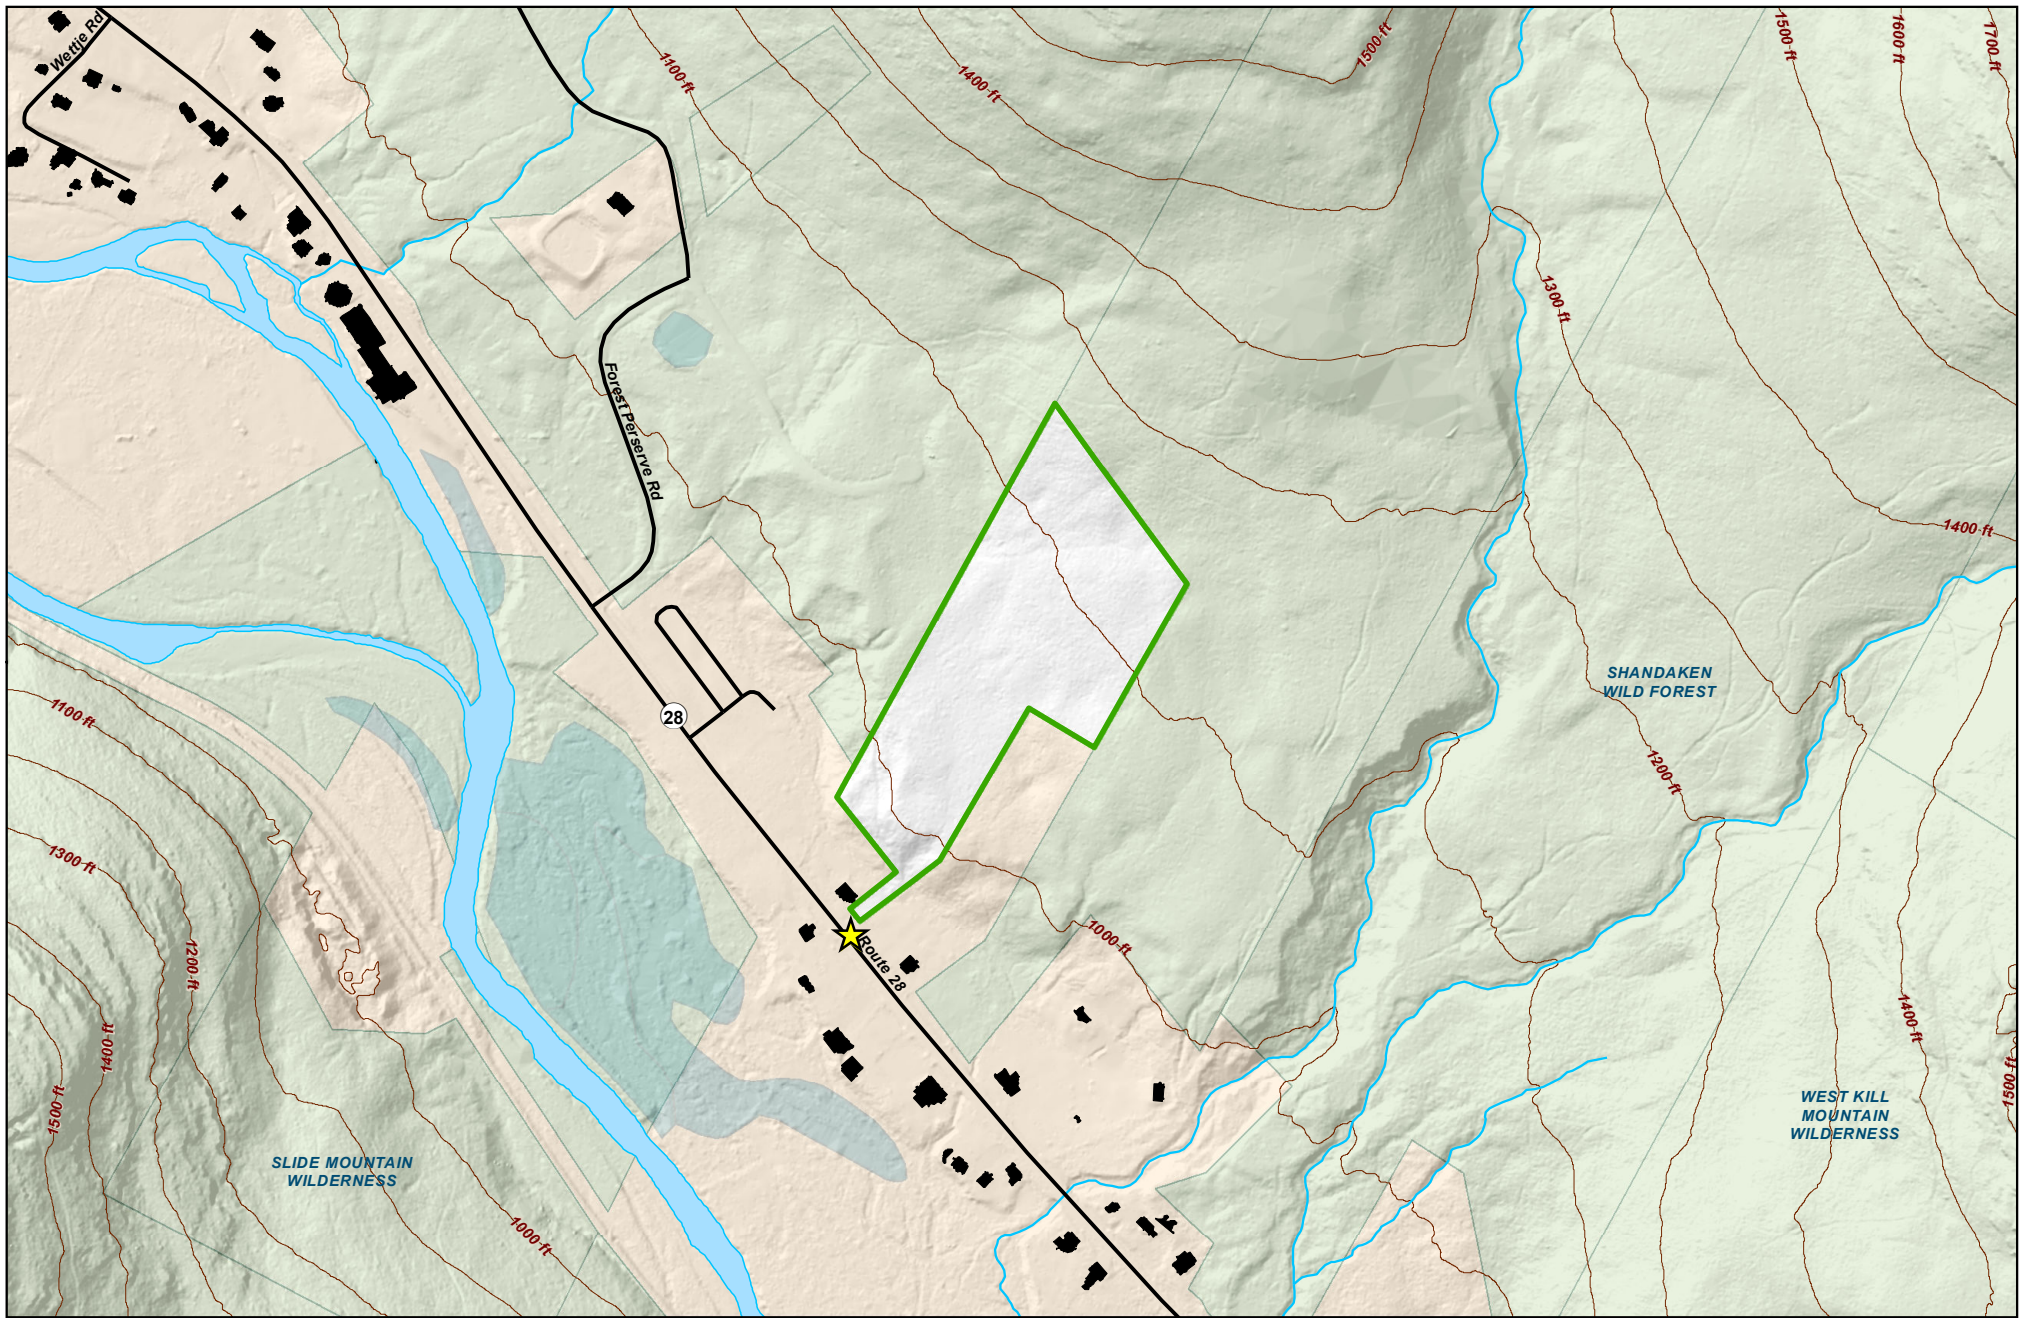 Wettje Rd
1100 ft
1400 ft
1500 ft
1500 ft
1600 ft
1700 ft
1300 ft
Forest Perserve Rd
1400 ft
SHANDAKEN
WILD FOREST
1100 ft
28
1200 ft
1300 ft
1200 ft
Route 28
1000 ft
1400 ft
1400 ft
1500 ft
1500 ft
WEST KILL
MOUNTAIN
WILDERNESS
SLIDE MOUNTAIN
WILDERNESS
1000 ft